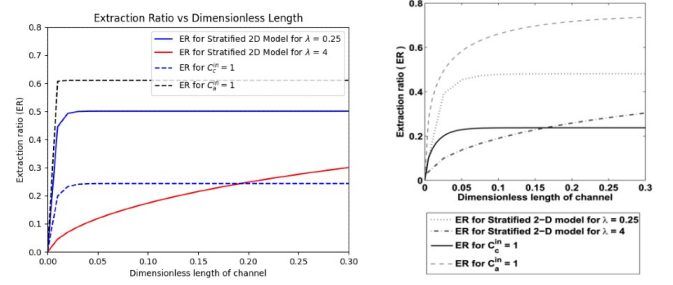 Extraction Ratio vs Dimensionless Length
0.8
0.7
0.6
0.5
0.4
0.3
0.2
0.1
0.0
Extraction ratio (ER)
ER for Stratified 2D Model for λ = 0.25
ER for Stratified 2D Model for λ = 4
ER for C_c^in = 1
ER for C_a^in = 1
0.00 0.05 0.10 0.15 0.20 0.25 0.30
Dimensionless length of channel
0.8
0.6
0.4
0.2
0
Extraction ratio ( ER )
0 0.05 0.1 0.15 0.2 0.25 0.3
Dimensionless length of channel
ER for Stratified 2−D model for λ = 0.25
ER for Stratified 2−D model for λ = 4
ER for C_c^in = 1
ER for C_a^in = 1